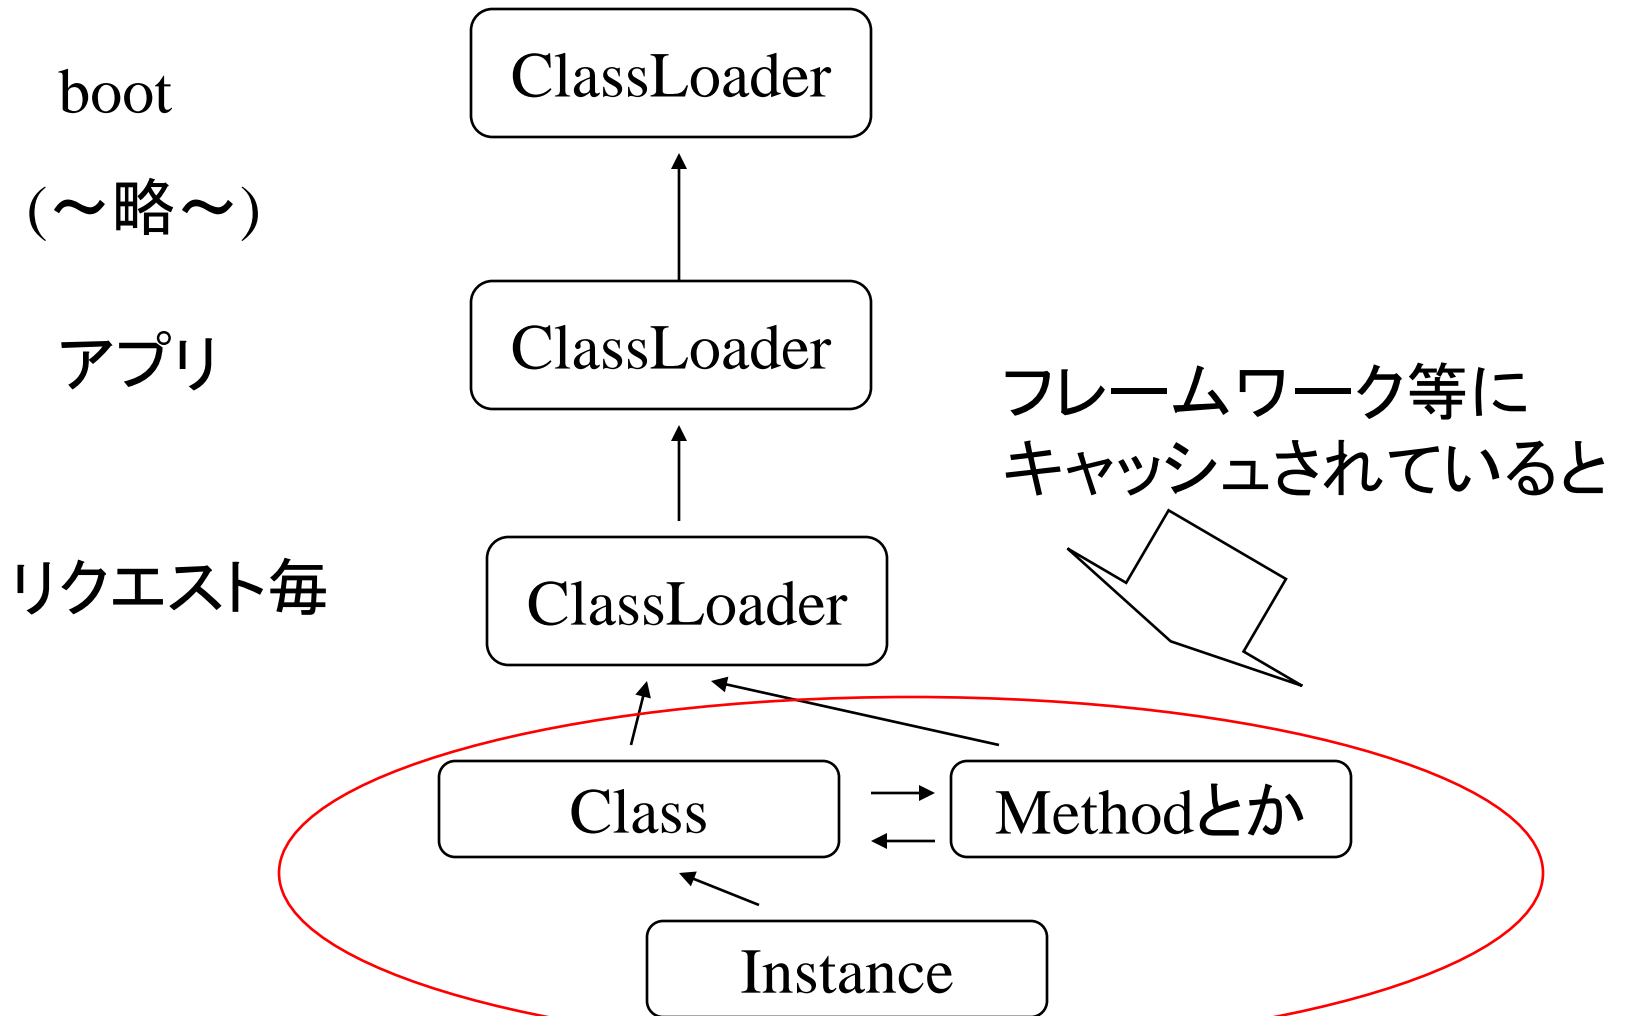 boot
ClassLoader
(～略～)
アプリ
ClassLoader
フレームワーク等に
キャッシュされていると
リクエスト毎
ClassLoader
Class
Methodとか
Instance